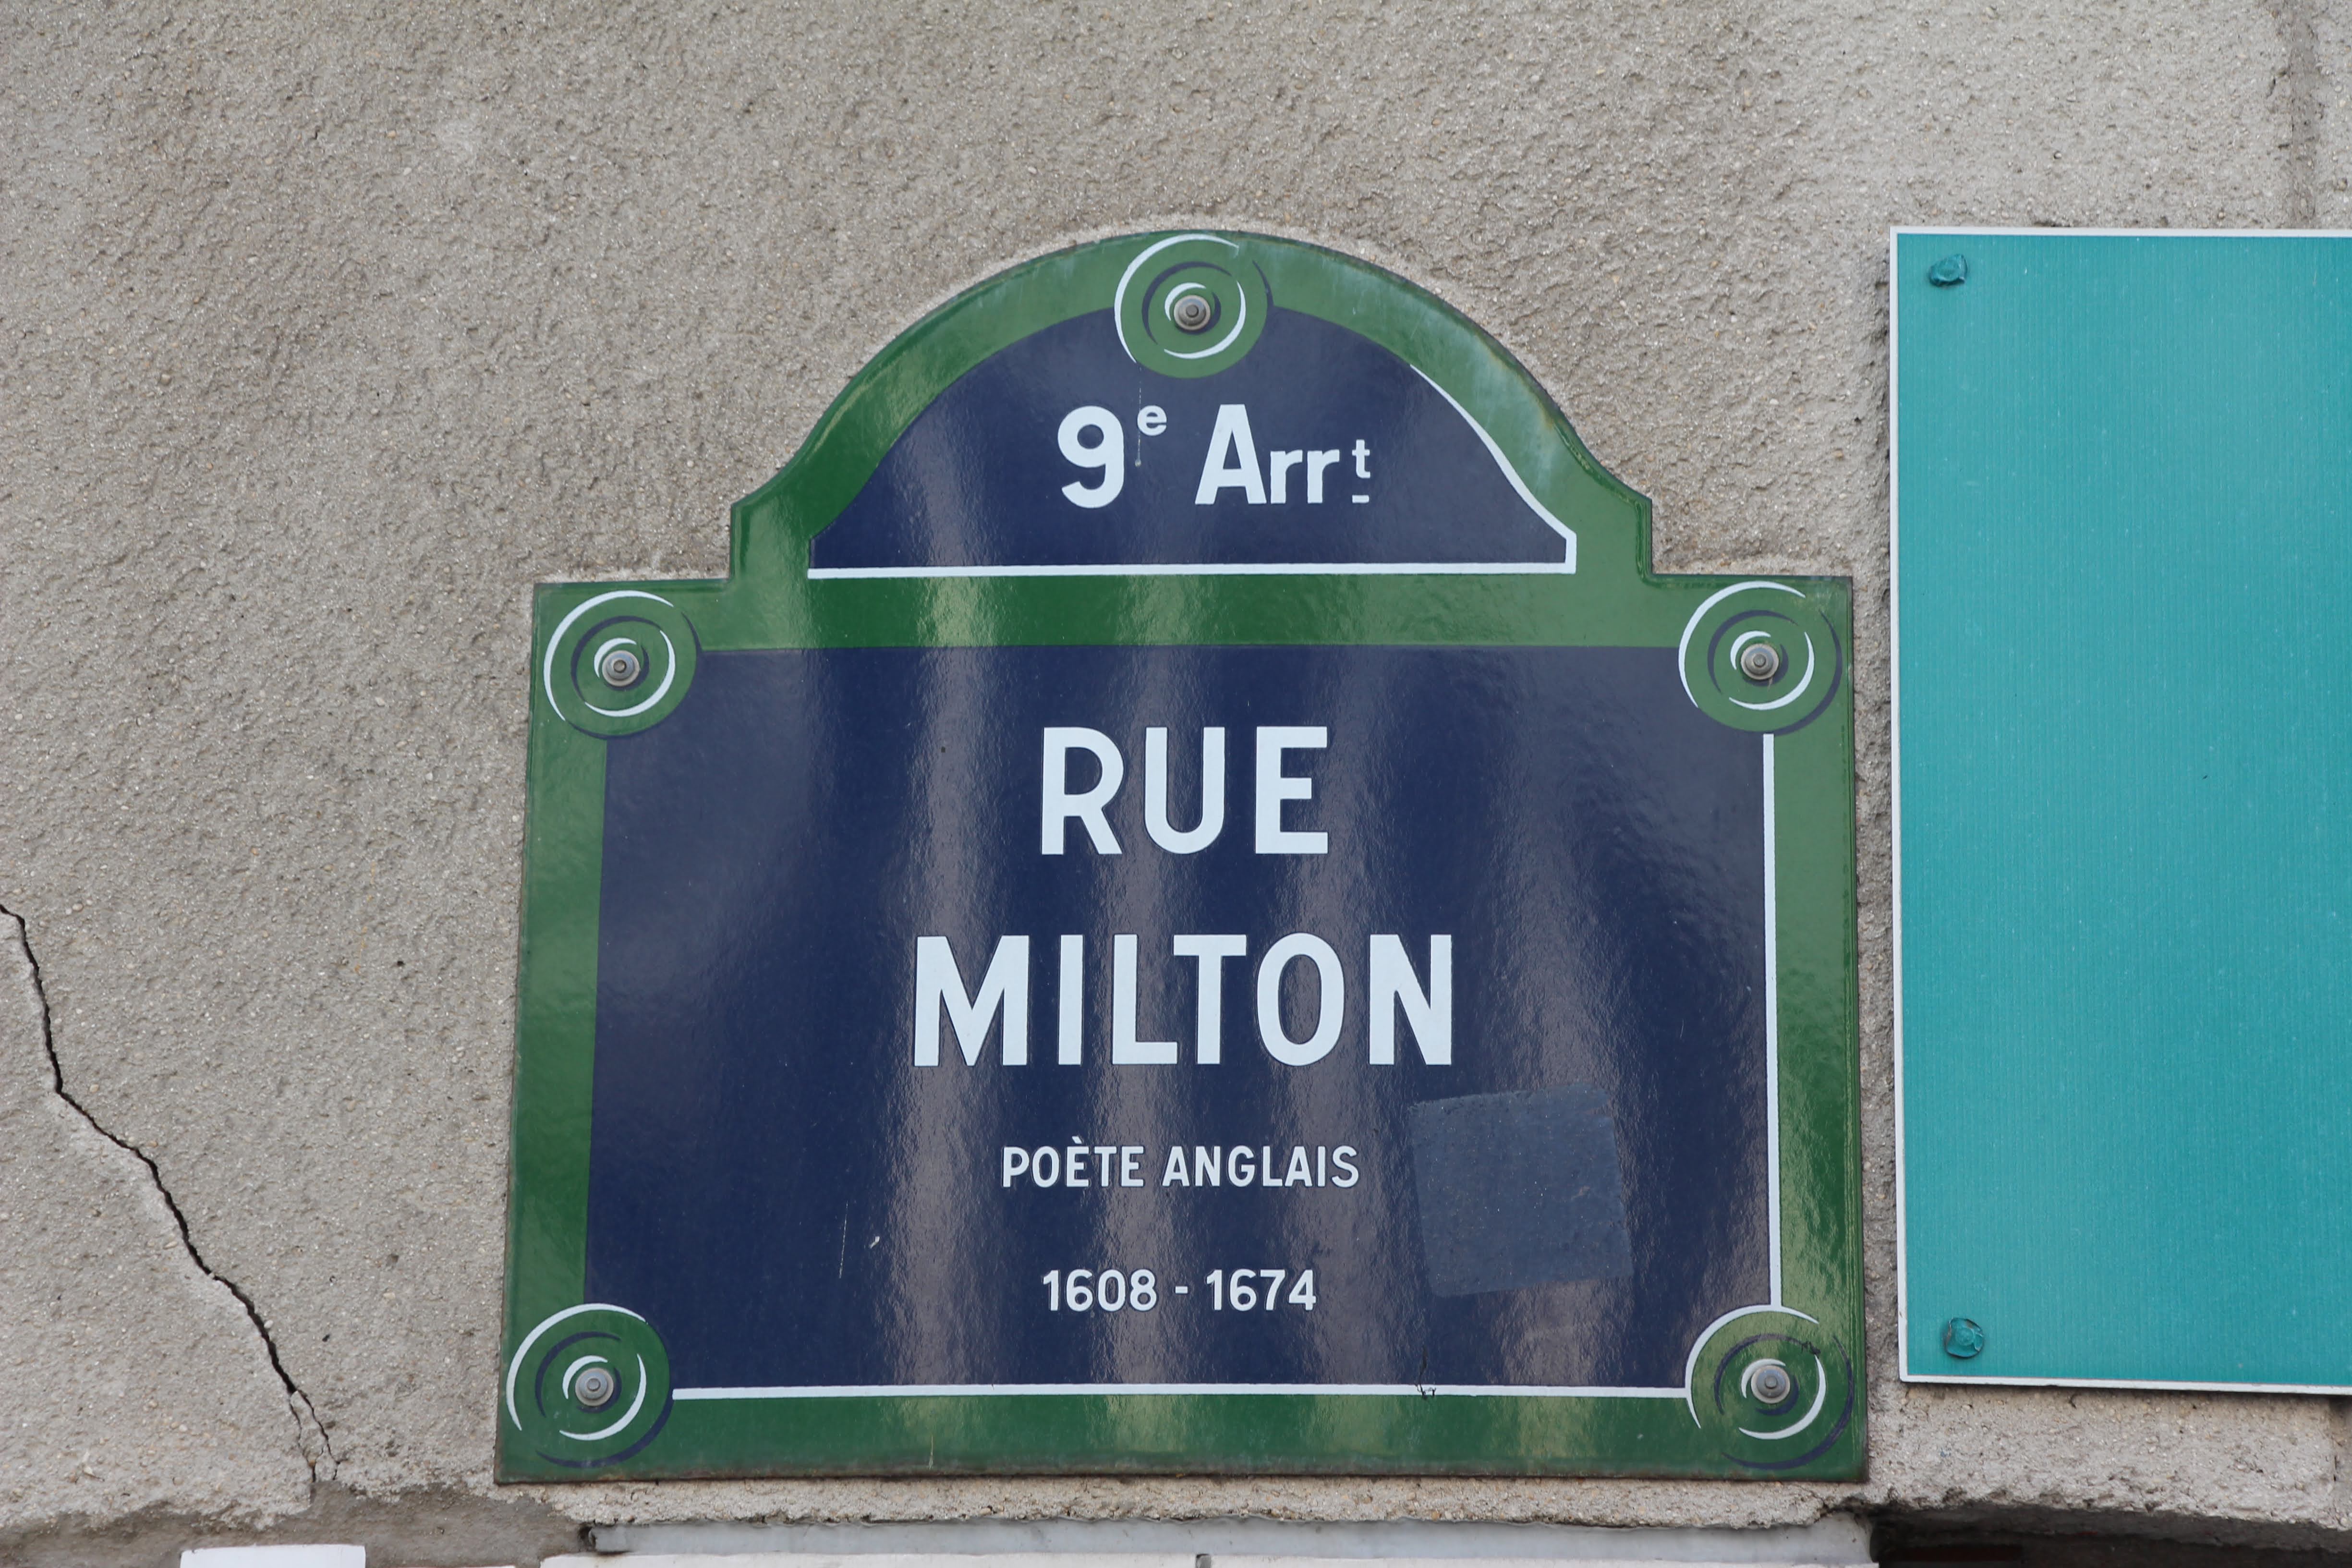 9e Arrt
RUE
MILTON
POÈTE ANGLAIS
1608 - 1674